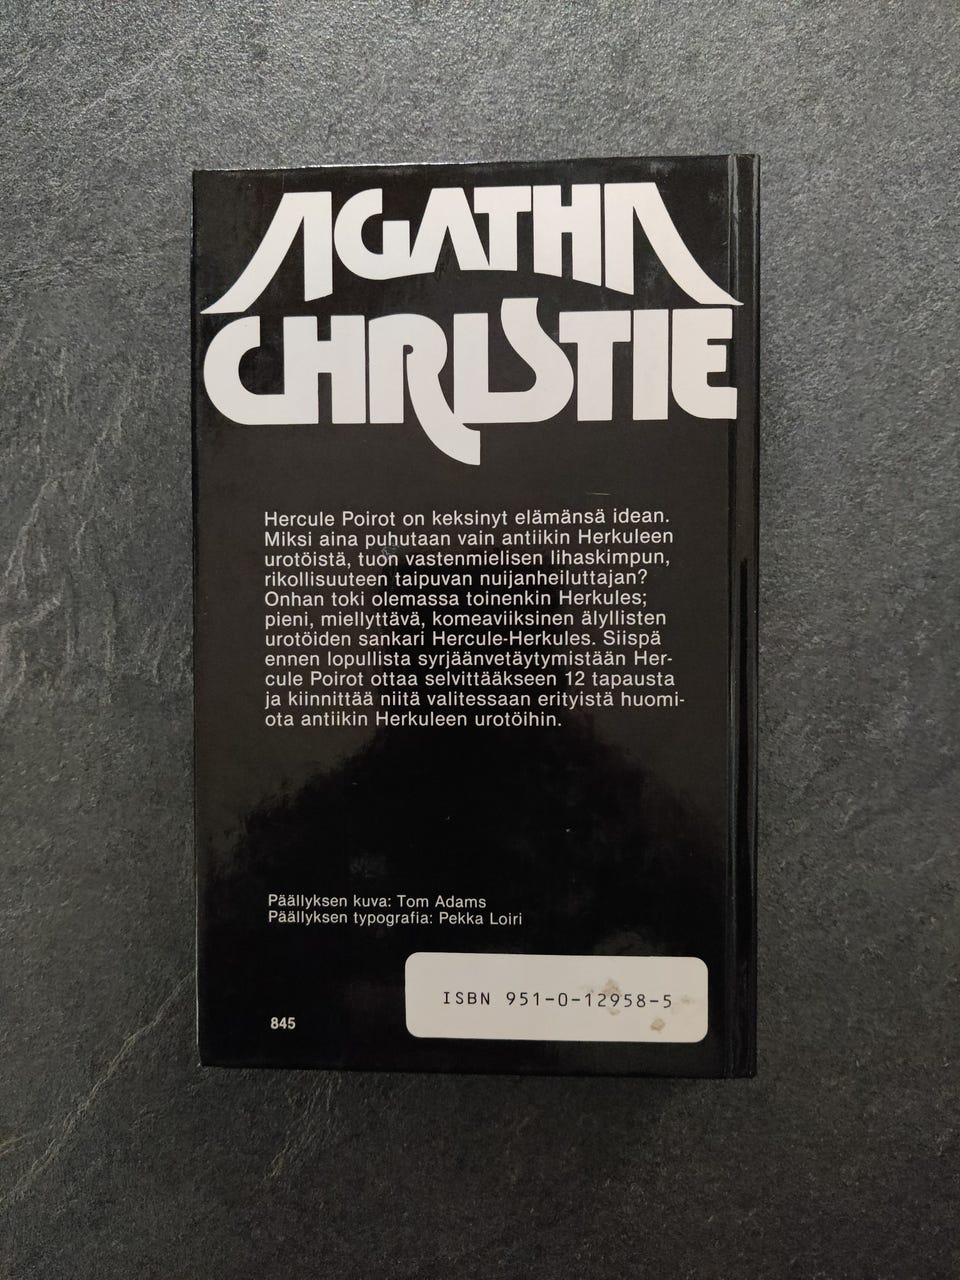 AGATHA
CHRISTIE
Hercule Poirot on keksinyt elämänsä idean.
Miksi aina puhutaan vain antiikin Herkuleen
urotöistä, tuon vastenmielisen lihaskimpun,
rikollisuuteen taipuvan nuijanheiluttajan?
Onhan toki olemassa toinenkin Herkules;
pieni, miellyttävä, komeaviiksinen älyllisten
urotöiden sankari Hercule-Herkules. Siispä
ennen lopullista syrjäänvetäytymistään Her-
cule Poirot ottaa selvittääkseen 12 tapausta
ja kiinnittää niitä valitessaan erityistä huomi-
ota antiikin Herkuleen urotöihin.
Päällyksen kuva: Tom Adams
Päällyksen typografia: Pekka Loiri
ISBN 951-0-12958-5
845